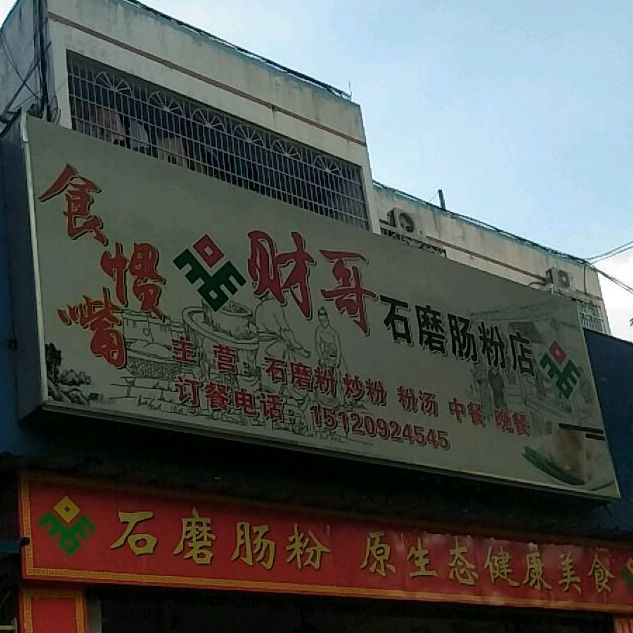 食惯嘴
财哥石磨肠粉店
主营：石磨粉 炒粉 粉汤 中餐 晚餐
订餐电话：15120924545
石磨肠粉 原生态健康美食